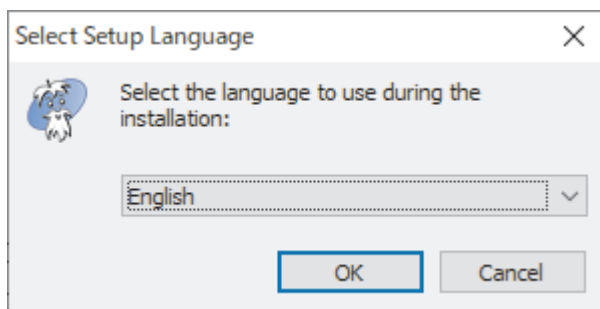 Select Setup Language
Select the language to use during the
installation:
English
OK
Cancel